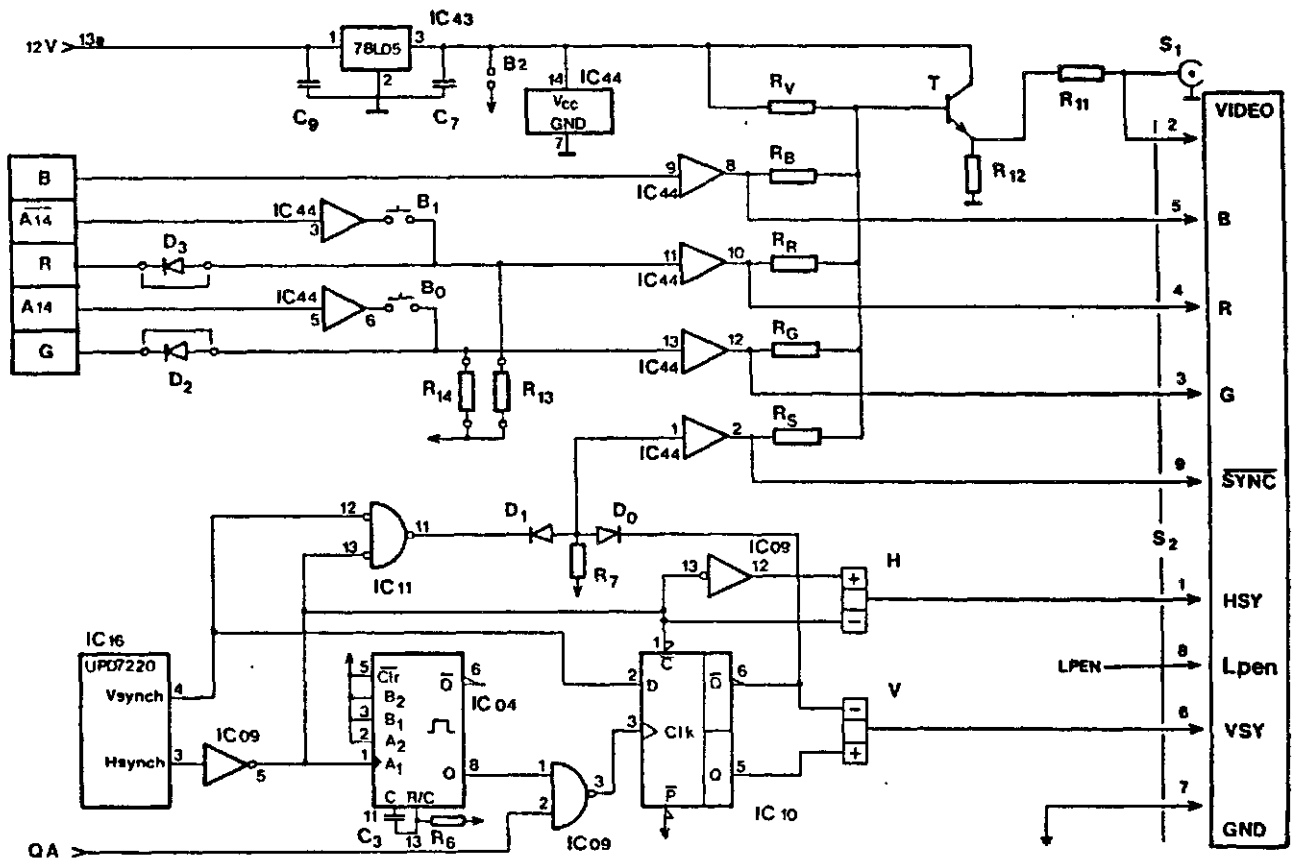 IC43
12V 13a 1 78L05 3
2
C9 C7 B2 IC44
14
Vcc
GND
7
RV T R11 S1
VIDEO
2
R12
B 9 IC44 8 RB
5 B
A14 IC44 3 B1
R D3 11 IC44 10 RR
4 R
A14 IC44 5 6 B0
G D2 13 IC44 12 RG
3 G
R14 R13
1 IC44 2 RS
9 SYNC
12 13 11 IC11 D1 D0 R7
S2
13 IC09 12 H
+
-
1 HSY
IC16
UPD7220
Vsynch 4
Hsynch 3
IC09 5
5 Clr Q 6 IC04
B2
3 B1
2 A2
1 A1
Q 8
C R/C
11 13
C3 R6
1 2 3 IC09
QA
1 C
2 D Q 6
3 Clk
Q 5
P
IC10
V
-
+
LPEN 8 Lpen
6 VSY
7
GND